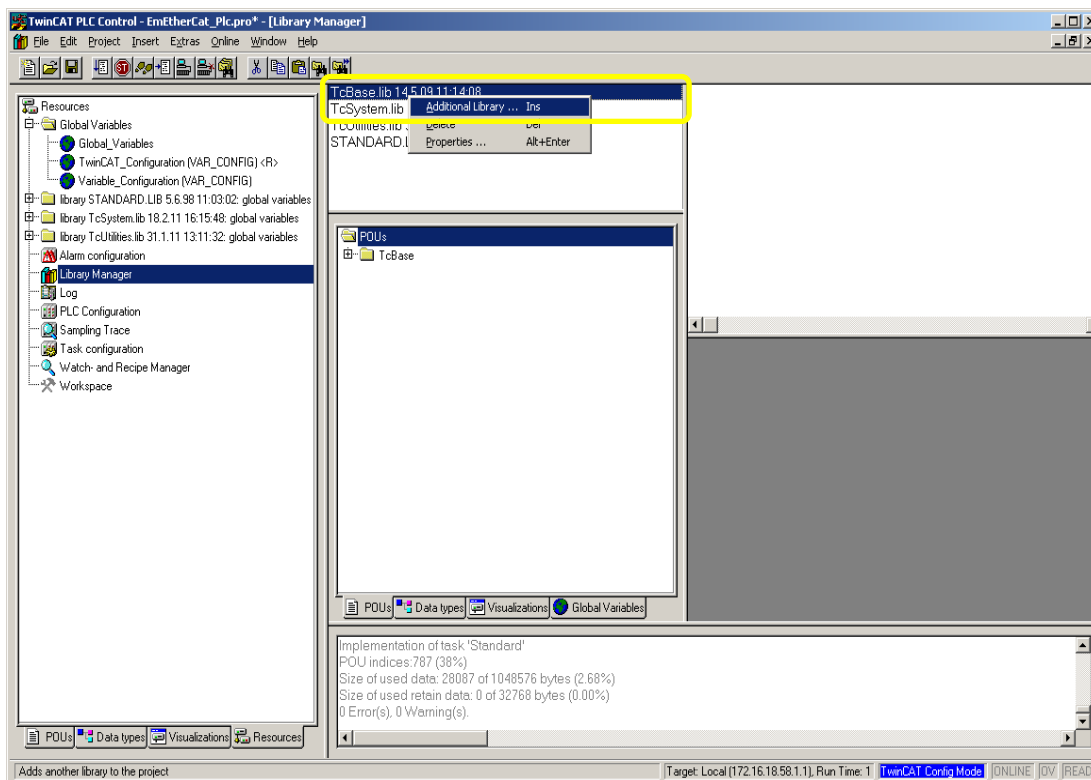 TwinCAT PLC Control - EmEtherCat_Plc.pro* - [Library Manager]
File Edit Project Insert Extras Online Window Help
Resources
Global Variables
Global_Variables
TwinCAT_Configuration (VAR_CONFIG) <R>
Variable_Configuration (VAR_CONFIG)
library STANDARD.LIB 5.6.98 11:03:02: global variables
library TcSystem.lib 18.2.11 16:15:48: global variables
library TcUtilities.lib 31.1.11 13:11:32: global variables
Alarm configuration
Library Manager
Log
PLC Configuration
Sampling Trace
Task configuration
Watch- and Recipe Manager
Workspace
POUs Data types Visualizations Resources
TcBase.lib 14.5.09 11:14:08
TcSystem.lib
TcUtilities.lib
STANDARD.L
Additional Library ... Ins
Delete Del
Properties ... Alt+Enter
POUs
TcBase
POUs Data types Visualizations Global Variables
Implementation of task 'Standard'
POU indices:787 (38%)
Size of used data: 28087 of 1048576 bytes (2.68%)
Size of used retain data: 0 of 32768 bytes (0.00%)
0 Error(s), 0 Warning(s).
Adds another library to the project
Target: Local (172.16.18.58.1.1), Run Time: 1 TwinCAT Config Mode ONLINE OV READ